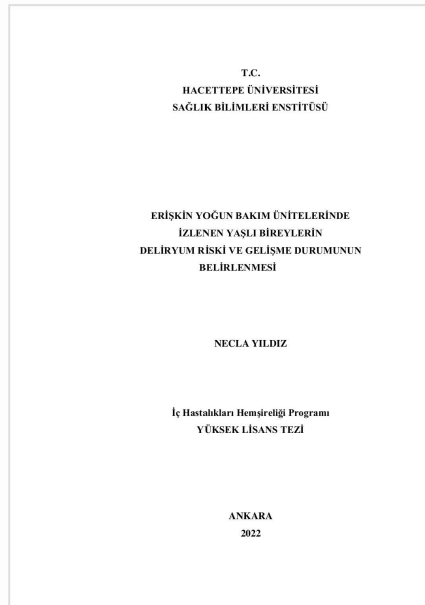 T.C.
HACETTEPE ÜNİVERSİTESİ
SAĞLIK BİLİMLERİ ENSTİTÜSÜ
ERİŞKİN YOĞUN BAKIM ÜNİTELERİNDE
İZLENEN YAŞLI BİREYLERİN
DELİRYUM RİSKİ VE GELİŞME DURUMUNUN
BELİRLENMESİ
NECLA YILDIZ
İç Hastalıkları Hemşireliği Programı
YÜKSEK LİSANS TEZİ
ANKARA
2022